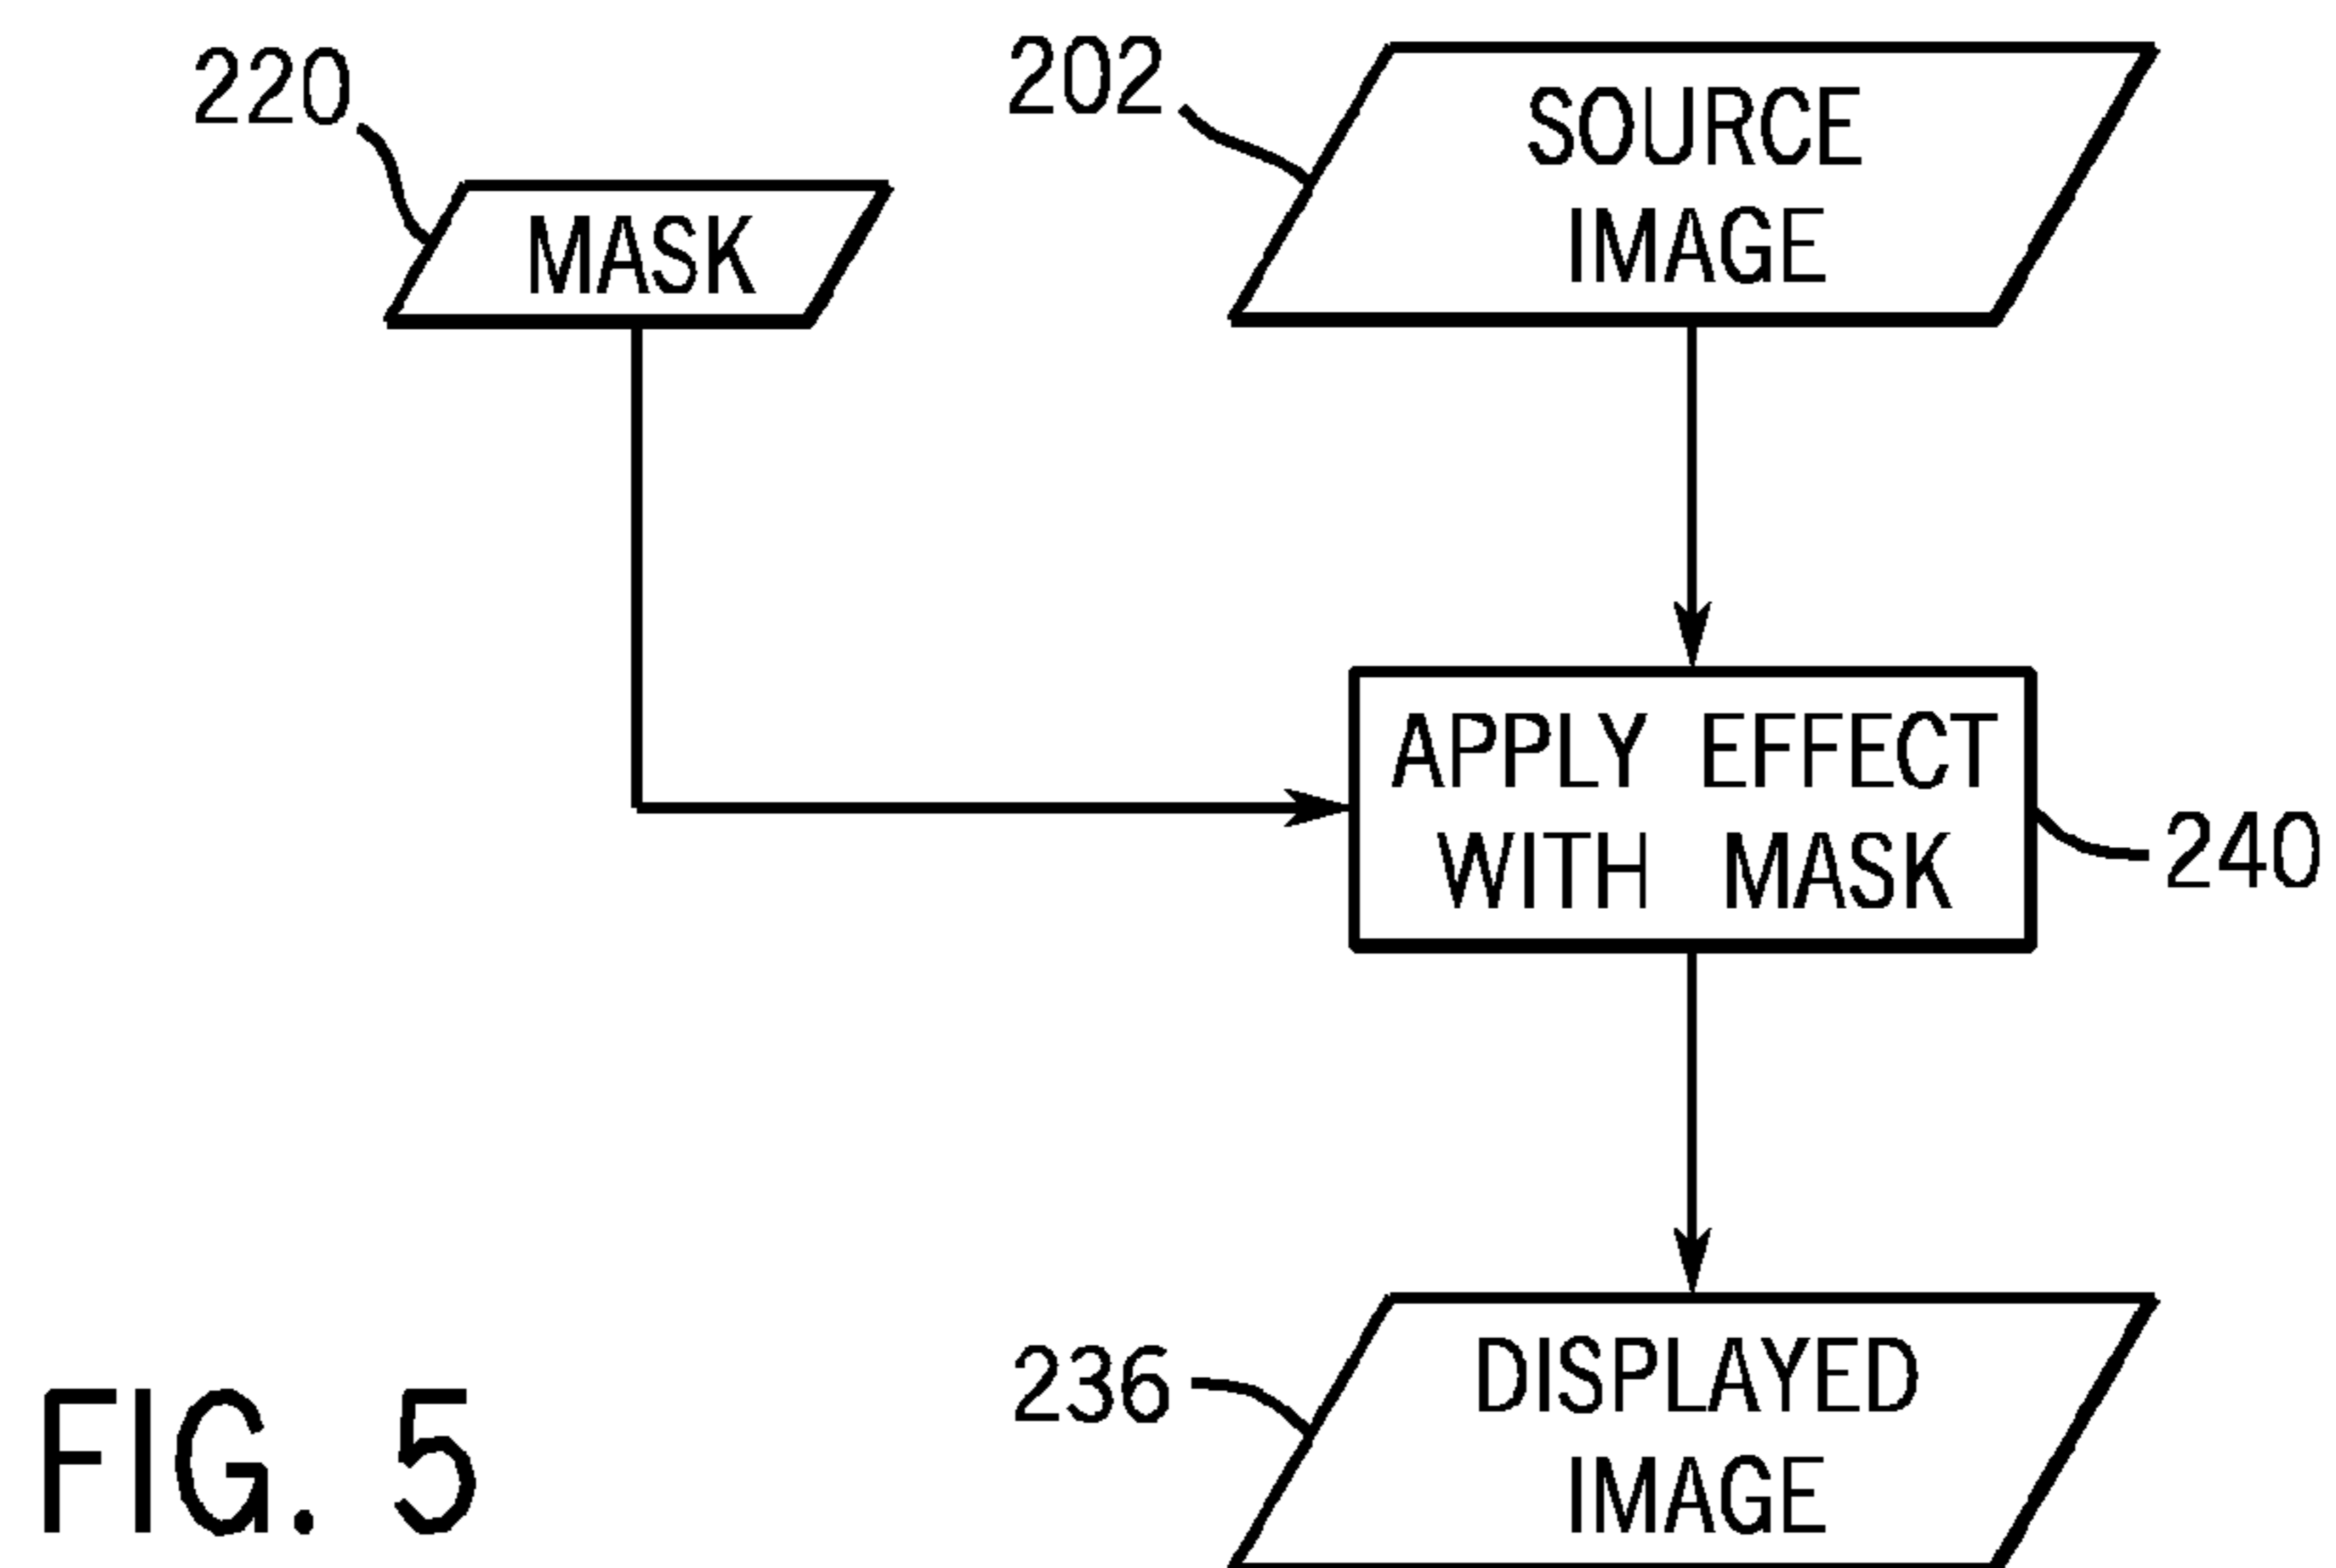 220
202
SOURCE
IMAGE
MASK
APPLY EFFECT
WITH MASK
240
236
DISPLAYED
IMAGE
FIG. 5